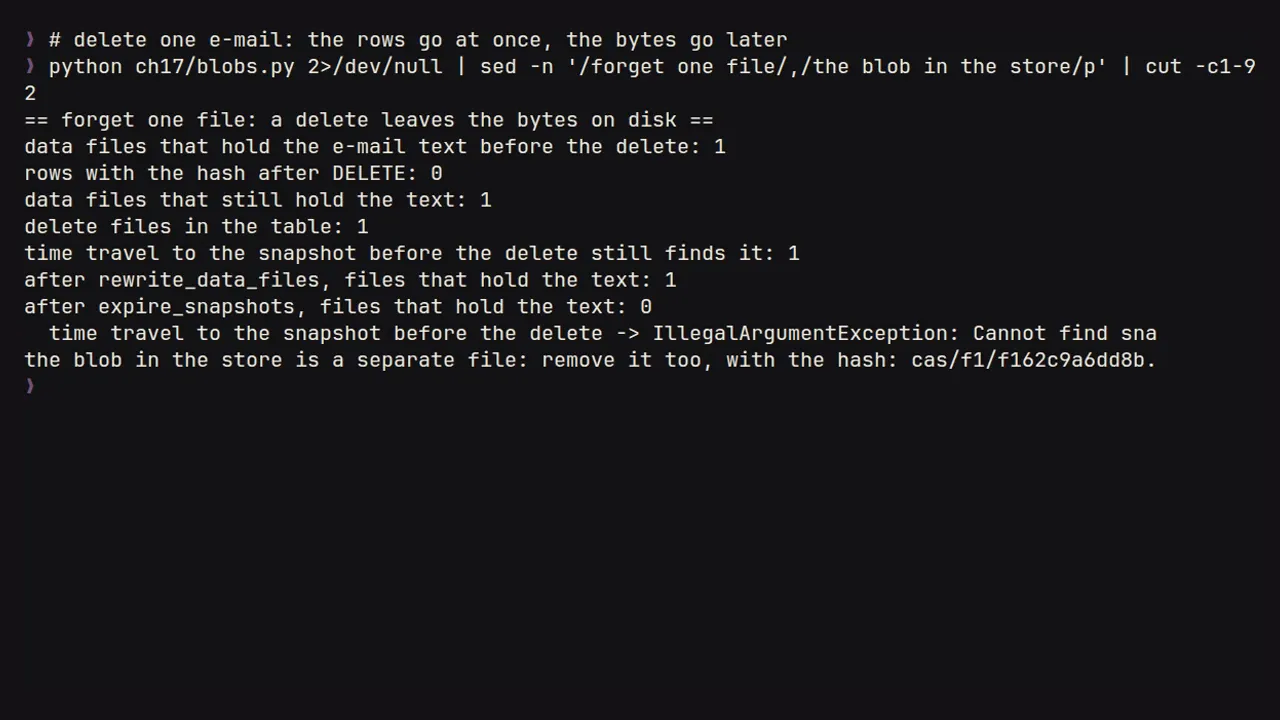 ❯ # delete one e-mail: the rows go at once, the bytes go later
❯ python ch17/blobs.py 2>/dev/null | sed -n '/forget one file/,/the blob in the store/p' | cut -c1-9
2
== forget one file: a delete leaves the bytes on disk ==
data files that hold the e-mail text before the delete: 1
rows with the hash after DELETE: 0
data files that still hold the text: 1
delete files in the table: 1
time travel to the snapshot before the delete still finds it: 1
after rewrite_data_files, files that hold the text: 1
after expire_snapshots, files that hold the text: 0
  time travel to the snapshot before the delete -> IllegalArgumentException: Cannot find sna
the blob in the store is a separate file: remove it too, with the hash: cas/f1/f162c9a6dd8b.
❯